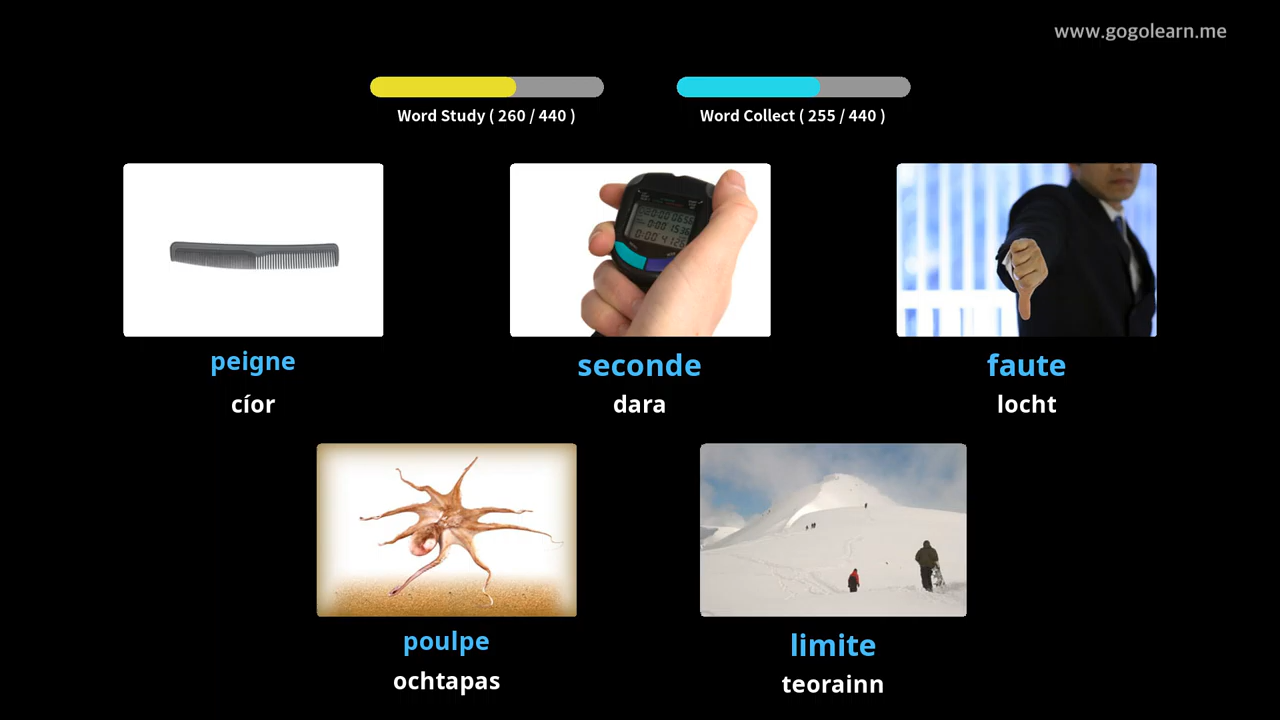 www.gogolearn.me
Word Study ( 260 / 440 )
Word Collect ( 255 / 440 )
peigne
seconde
faute
cíor
dara
locht
poulpe
limite
ochtapas
teorainn